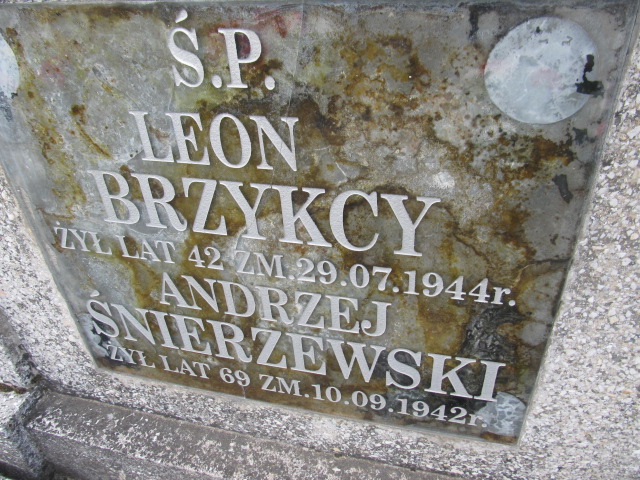 Ś.P.
LEON
BRZYKCY
ŻYŁ LAT 42 ZM.29.07.1944r.
ANDRZEJ
ŚNIERZEWSKI
ŻYŁ LAT 69 ZM.10.09.1942r.